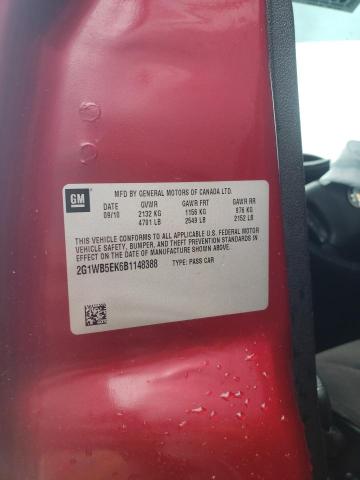 GM
MFD BY GENERAL MOTORS OF CANADA LTD.
DATE GVWR GAWR FRT GAWR RR
09/10 2132 KG 1156 KG 976 KG
4701 LB 2549 LB 2152 LB
THIS VEHICLE CONFORMS TO ALL APPLICABLE U.S. FEDERAL MOTOR
VEHICLE SAFETY, BUMPER, AND THEFT PREVENTION STANDARDS IN
EFFECT ON THE DATE OF MANUFACTURE SHOWN ABOVE.
2G1WB5EK6B1148388 TYPE: PASS CAR